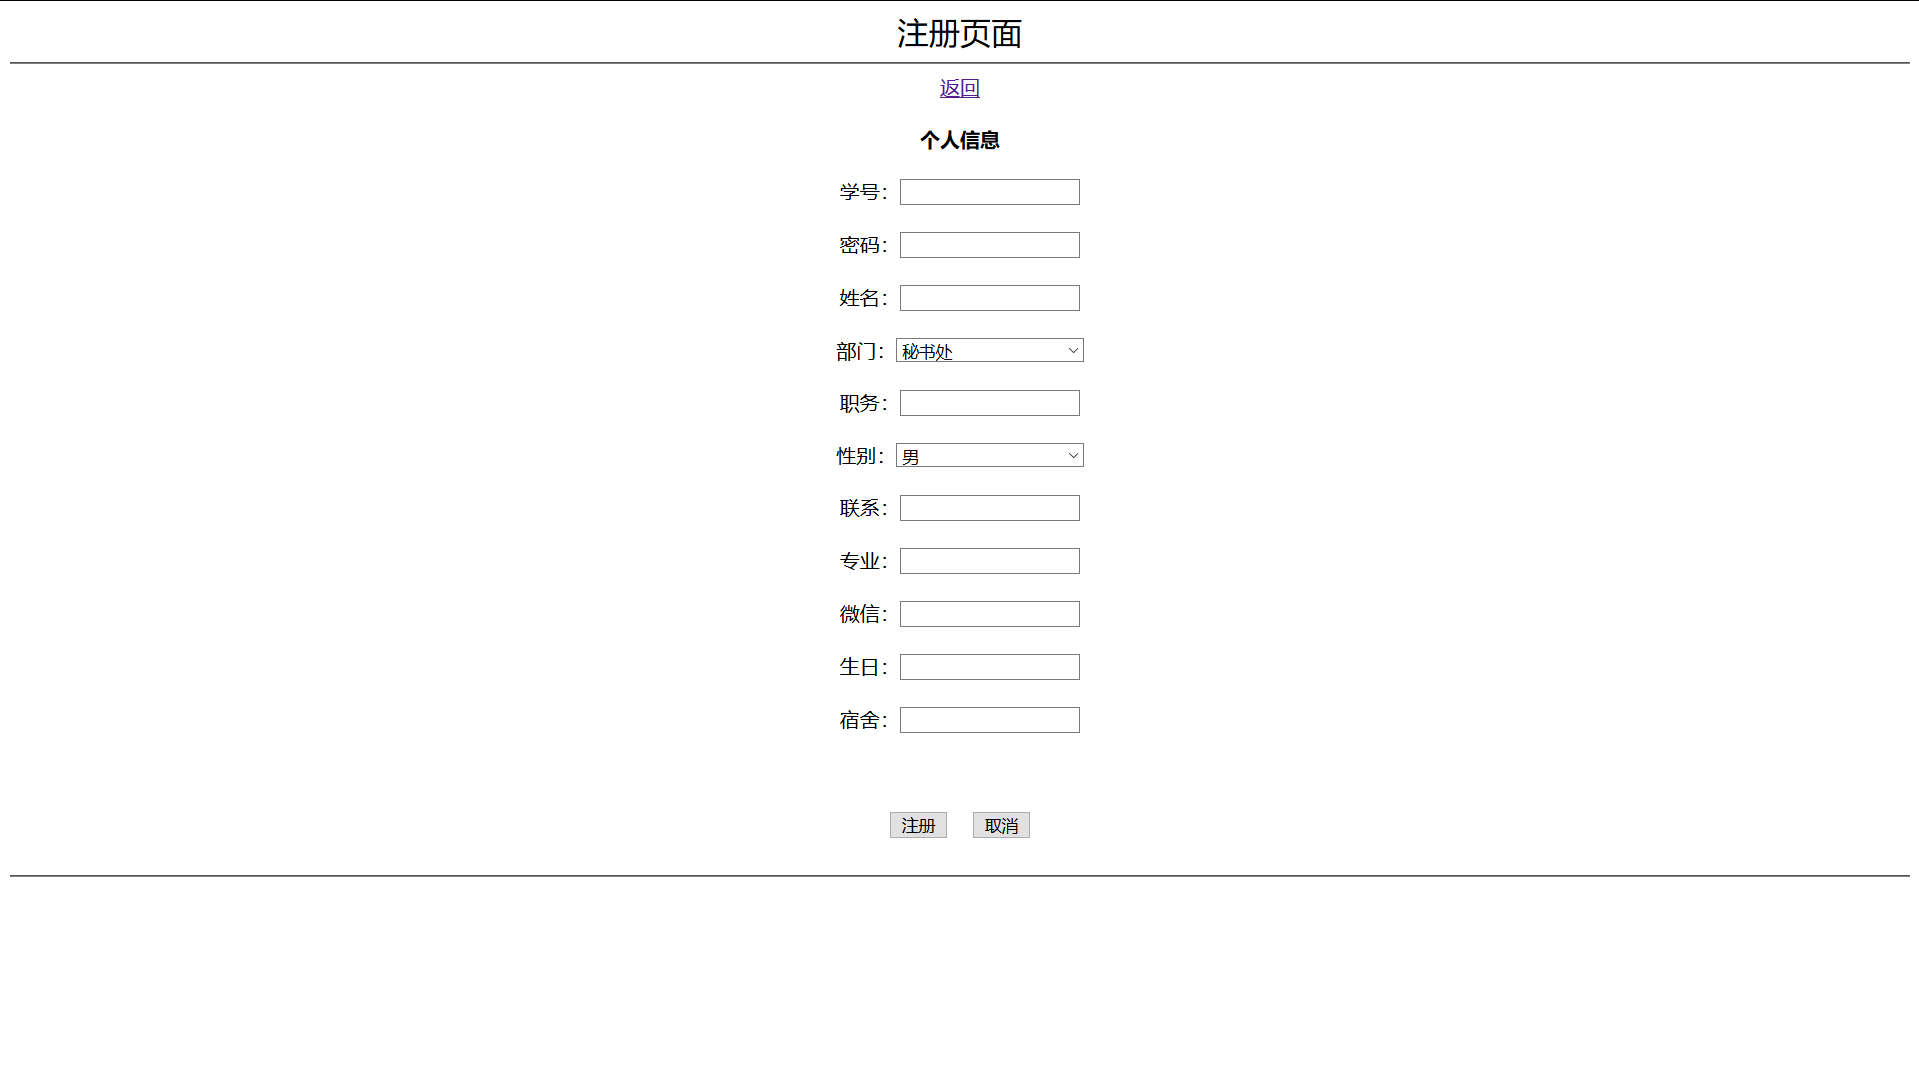 注册页面
返回
个人信息
学号：
密码：
姓名：
部门： 秘书处
职务：
性别： 男
联系：
专业：
微信：
生日：
宿舍：
注册 取消